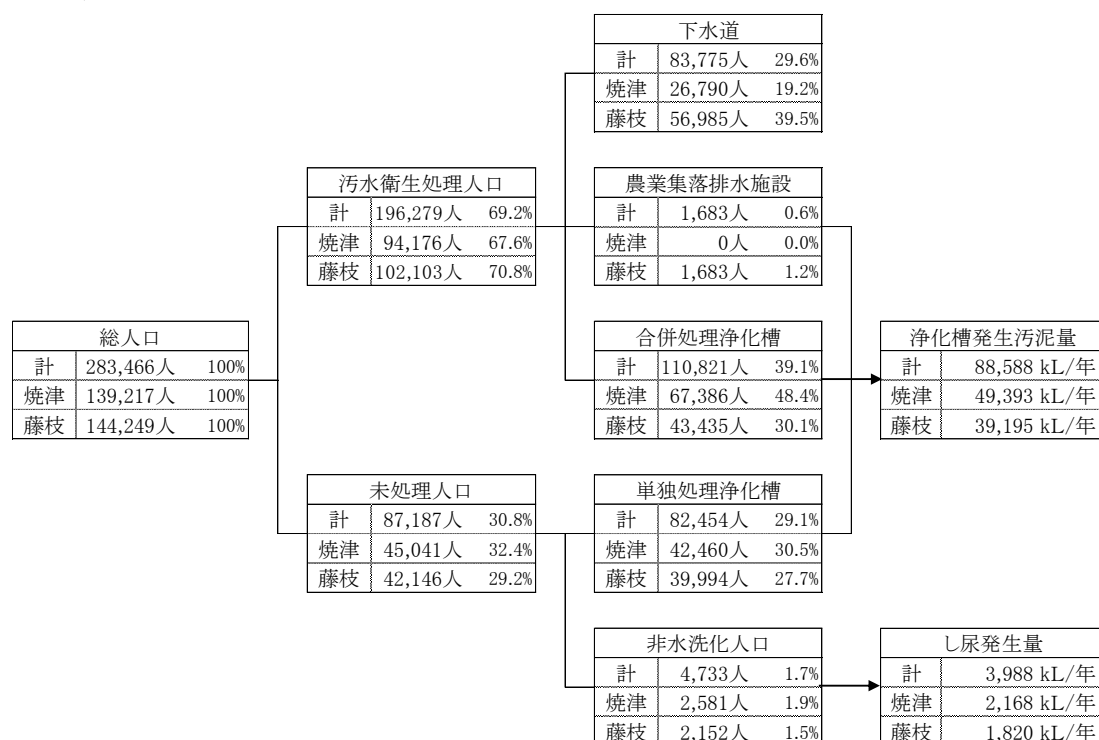 下水道
計 83,775人 29.6%
焼津 26,790人 19.2%
藤枝 56,985人 39.5%
汚水衛生処理人口
計 196,279人 69.2%
焼津 94,176人 67.6%
藤枝 102,103人 70.8%
農業集落排水施設
計 1,683人 0.6%
焼津 0人 0.0%
藤枝 1,683人 1.2%
総人口
計 283,466人 100%
焼津 139,217人 100%
藤枝 144,249人 100%
合併処理浄化槽
計 110,821人 39.1%
焼津 67,386人 48.4%
藤枝 43,435人 30.1%
浄化槽発生汚泥量
計 88,588 kL/年
焼津 49,393 kL/年
藤枝 39,195 kL/年
未処理人口
計 87,187人 30.8%
焼津 45,041人 32.4%
藤枝 42,146人 29.2%
単独処理浄化槽
計 82,454人 29.1%
焼津 42,460人 30.5%
藤枝 39,994人 27.7%
非水洗化人口
計 4,733人 1.7%
焼津 2,581人 1.9%
藤枝 2,152人 1.5%
し尿発生量
計 3,988 kL/年
焼津 2,168 kL/年
藤枝 1,820 kL/年